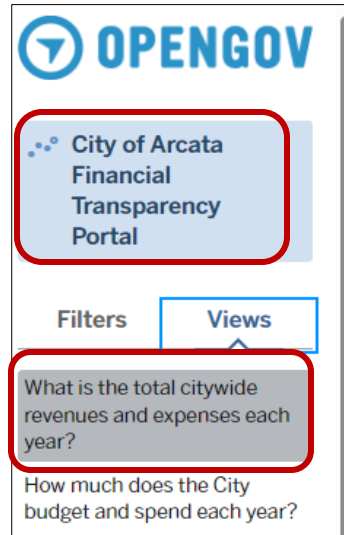 OPENGOV
City of Arcata
Financial
Transparency
Portal
Filters Views
What is the total citywide
revenues and expenses each
year?
How much does the City
budget and spend each year?